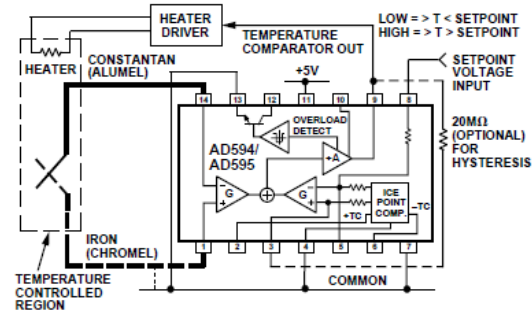 HEATER
DRIVER
LOW = > T < SETPOINT
HIGH = > T > SETPOINT
TEMPERATURE
COMPARATOR OUT
HEATER
CONSTANTAN
(ALUMEL)
+5V
SETPOINT
VOLTAGE
INPUT
14
13
12
11
10
9
8
OVERLOAD
DETECT
20MΩ
(OPTIONAL)
FOR
HYSTERESIS
AD594/
AD595
+A
–
G
+
–
G
+
ICE
POINT
COMP.
–TC
+TC
IRON
(CHROMEL)
1
2
3
4
5
6
7
TEMPERATURE
CONTROLLED
REGION
COMMON